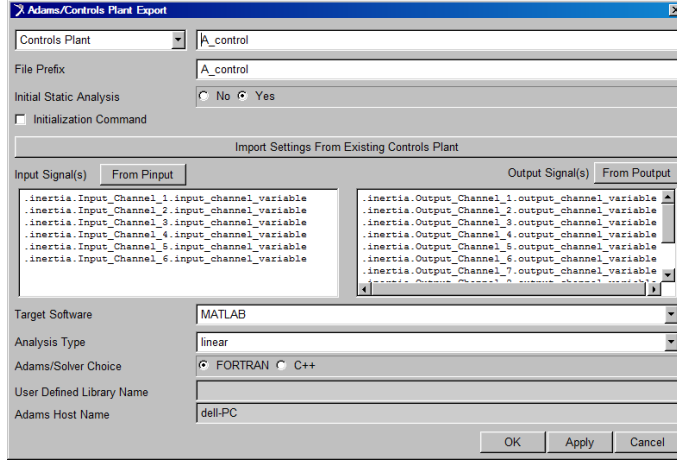 Adams/Controls Plant Export
Controls Plant A_control
File Prefix A_control
Initial Static Analysis No Yes
Initialization Command
Import Settings From Existing Controls Plant
Input Signal(s) From Pinput Output Signal(s) From Poutput
.inertia.Input_Channel_1.input_channel_variable .inertia.Output_Channel_1.output_channel_variable
.inertia.Input_Channel_2.input_channel_variable .inertia.Output_Channel_2.output_channel_variable
.inertia.Input_Channel_3.input_channel_variable .inertia.Output_Channel_3.output_channel_variable
.inertia.Input_Channel_4.input_channel_variable .inertia.Output_Channel_4.output_channel_variable
.inertia.Input_Channel_5.input_channel_variable .inertia.Output_Channel_5.output_channel_variable
.inertia.Input_Channel_6.input_channel_variable .inertia.Output_Channel_6.output_channel_variable
.inertia.Output_Channel_7.output_channel_variable
Target Software MATLAB
Analysis Type linear
Adams/Solver Choice FORTRAN C++
User Defined Library Name
Adams Host Name dell-PC
OK Apply Cancel